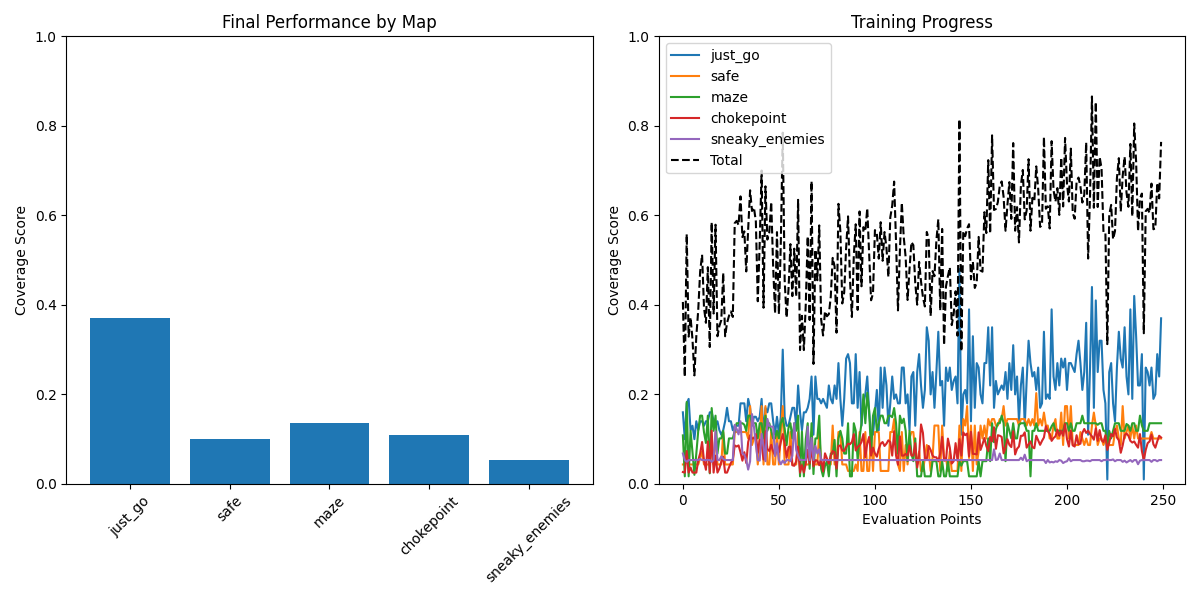 Final Performance by Map
Coverage Score
1.0
0.8
0.6
0.4
0.2
0.0
just_go
safe
maze
chokepoint
sneaky_enemies
Training Progress
Coverage Score
1.0
0.8
0.6
0.4
0.2
0.0
just_go
safe
maze
chokepoint
sneaky_enemies
Total
0
50
100
150
200
250
Evaluation Points